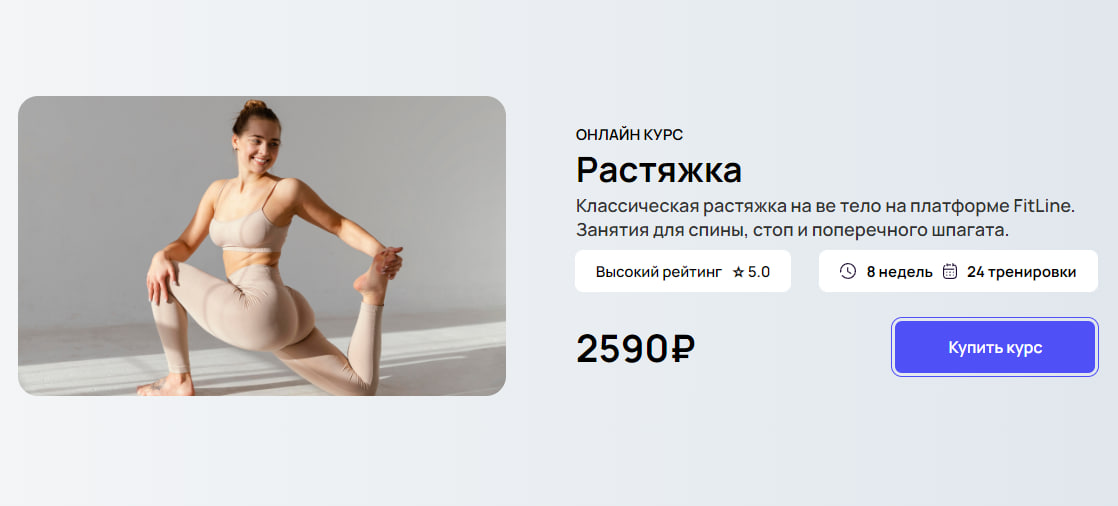 ОНЛАЙН КУРС
Растяжка
Классическая растяжка на ве тело на платформе FitLine.
Занятия для спины, стоп и поперечного шпагата.
Высокий рейтинг ☆ 5.0
8 недель 24 тренировки
2590₽
Купить курс